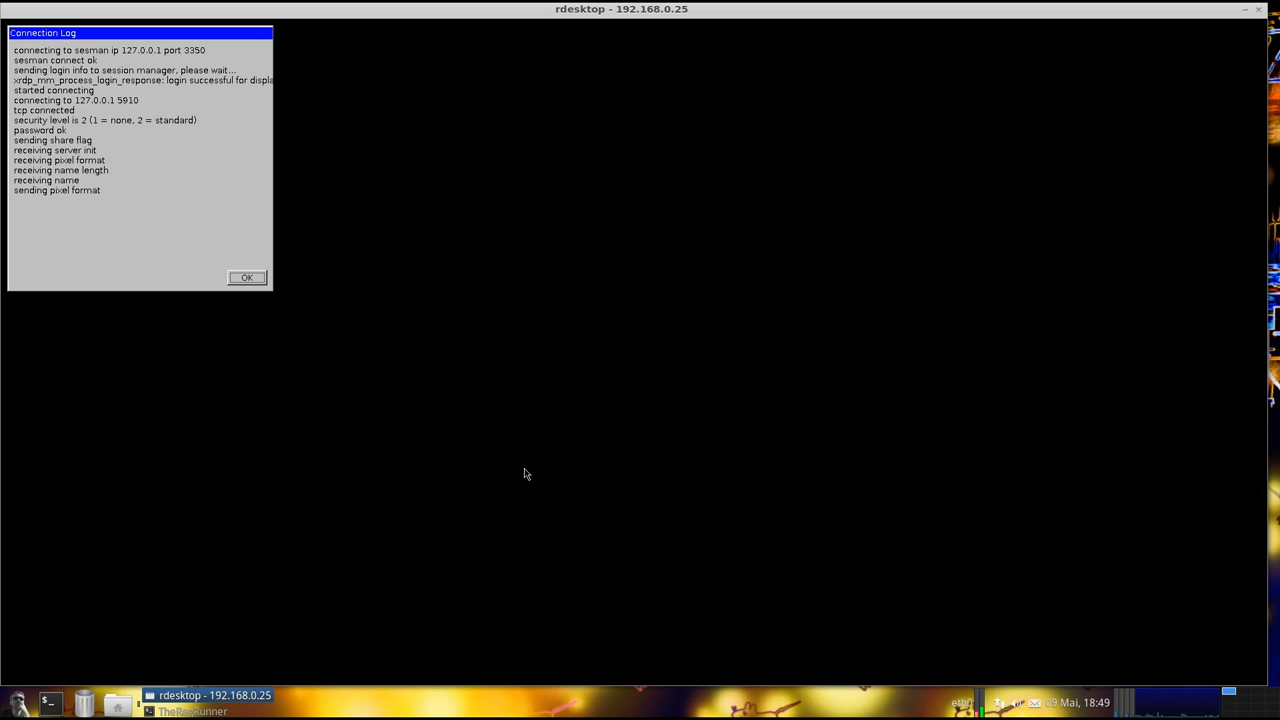 rdesktop - 192.168.0.25
Connection Log
connecting to sesman ip 127.0.0.1 port 3350
sesman connect ok
sending login info to session manager, please wait...
xrdp_mm_process_login_response: login successful for displa
started connecting
connecting to 127.0.0.1 5910
tcp connected
security level is 2 (1 = none, 2 = standard)
password ok
sending share flag
receiving server init
receiving pixel format
receiving name length
receiving name
sending pixel format
OK
rdesktop - 192.168.0.25
eth0
09 Mai, 18:49